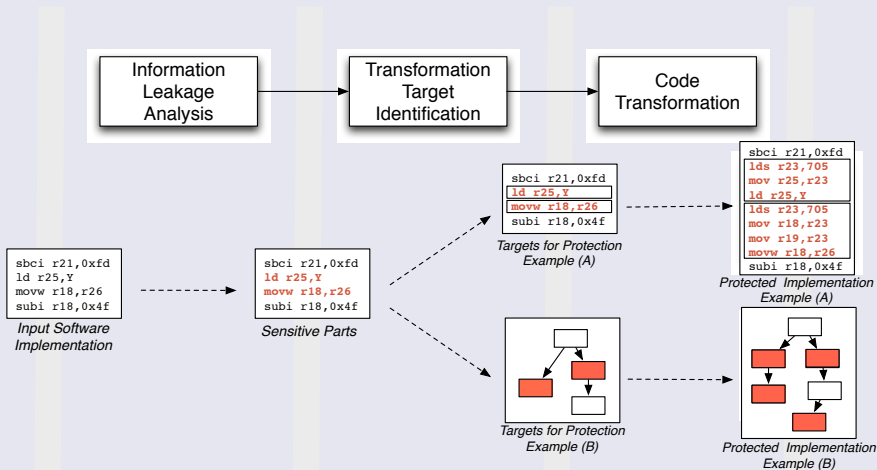 Information
Leakage
Analysis
Transformation
Target
Identification
Code
Transformation
sbci r21,0xfd
ld r25,Y
movw r18,r26
subi r18,0x4f
Input Software
Implementation
sbci r21,0xfd
ld r25,Y
movw r18,r26
subi r18,0x4f
Sensitive Parts
sbci r21,0xfd
ld r25,Y
movw r18,r26
subi r18,0x4f
Targets for Protection
Example (A)
sbci r21,0xfd
lds r23,705
mov r25,r23
ld r25,Y
lds r23,705
mov r18,r23
mov r19,r23
movw r18,r26
subi r18,0x4f
Protected Implementation
Example (A)
Targets for Protection
Example (B)
Protected Implementation
Example (B)